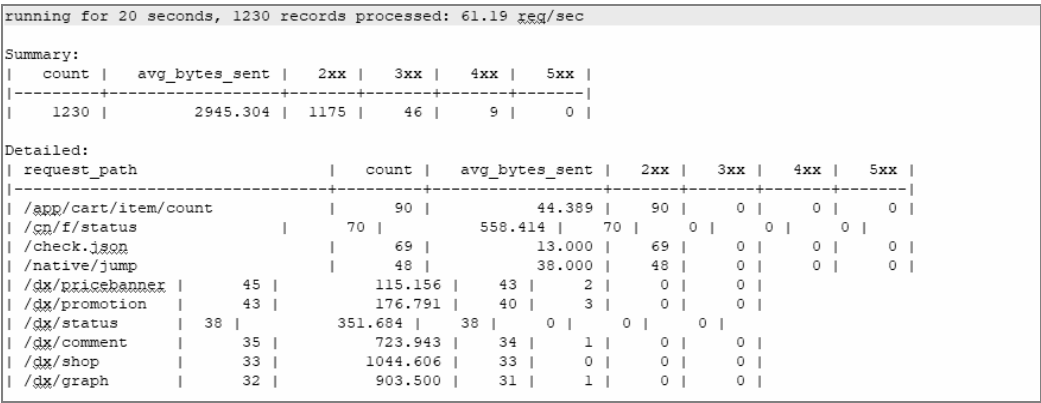 running for 20 seconds, 1230 records processed: 61.19 req/sec
Summary:
| count | avg_bytes_sent | 2xx | 3xx | 4xx | 5xx |
|---------+-----------------+-------+-------+-------+-------|
| 1230 | 2945.304 | 1175 | 46 | 9 | 0 |
Detailed:
| request_path | count | avg_bytes_sent | 2xx | 3xx | 4xx | 5xx |
|--------------------------------+---------+-----------------+-------+-------+-------+-------|
| /app/cart/item/count | 90 | 44.389 | 90 | 0 | 0 | 0 |
| /cn/f/status | 70 | 558.414 | 70 | 0 | 0 | 0 |
| /check.json | 69 | 13.000 | 69 | 0 | 0 | 0 |
| /native/jump | 48 | 38.000 | 48 | 0 | 0 | 0 |
| /dx/pricebanner | 45 | 115.156 | 43 | 2 | 0 | 0 |
| /dx/promotion | 43 | 176.791 | 40 | 3 | 0 | 0 |
| /dx/status | 38 | 351.684 | 38 | 0 | 0 | 0 |
| /dx/comment | 35 | 723.943 | 34 | 1 | 0 | 0 |
| /dx/shop | 33 | 1044.606 | 33 | 0 | 0 | 0 |
| /dx/graph | 32 | 903.500 | 31 | 1 | 0 | 0 |